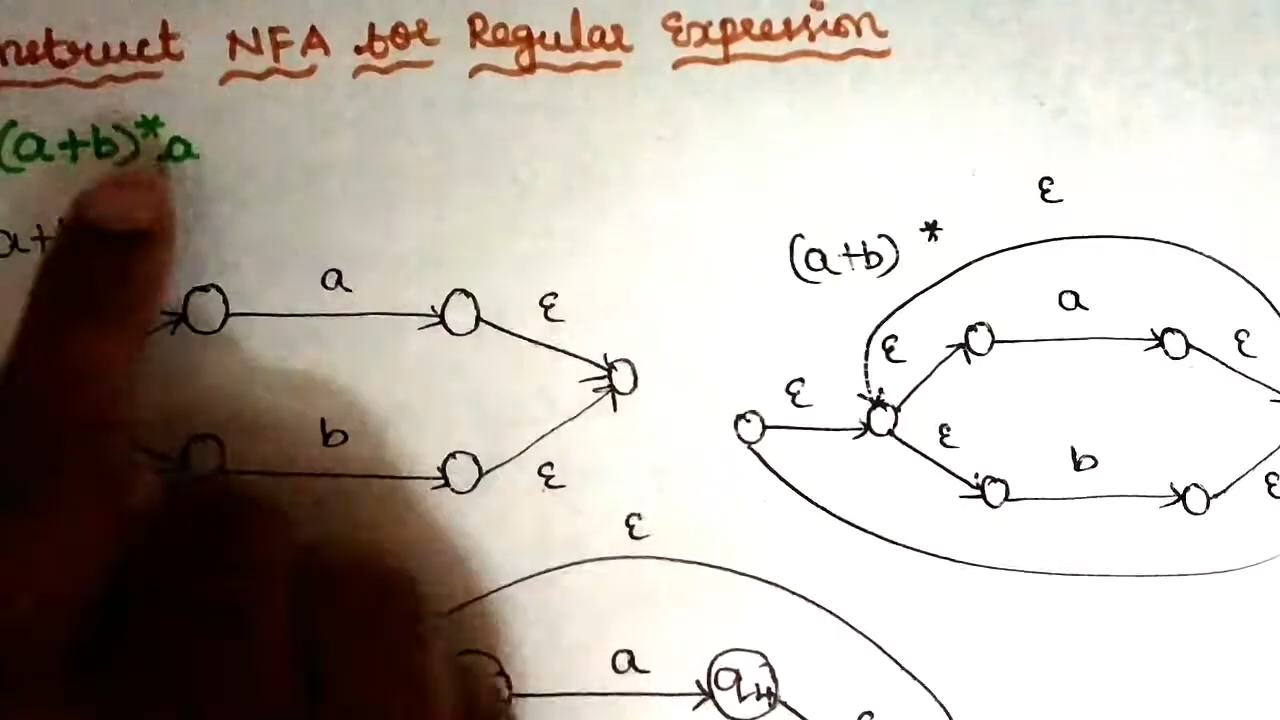 nstruct NFA for Regular Expression
(a+b)*.a
a+
(a+b)*
ε
a
ε
a
ε
ε
ε
ε
b
b
ε
ε
ε
a
q4
ε